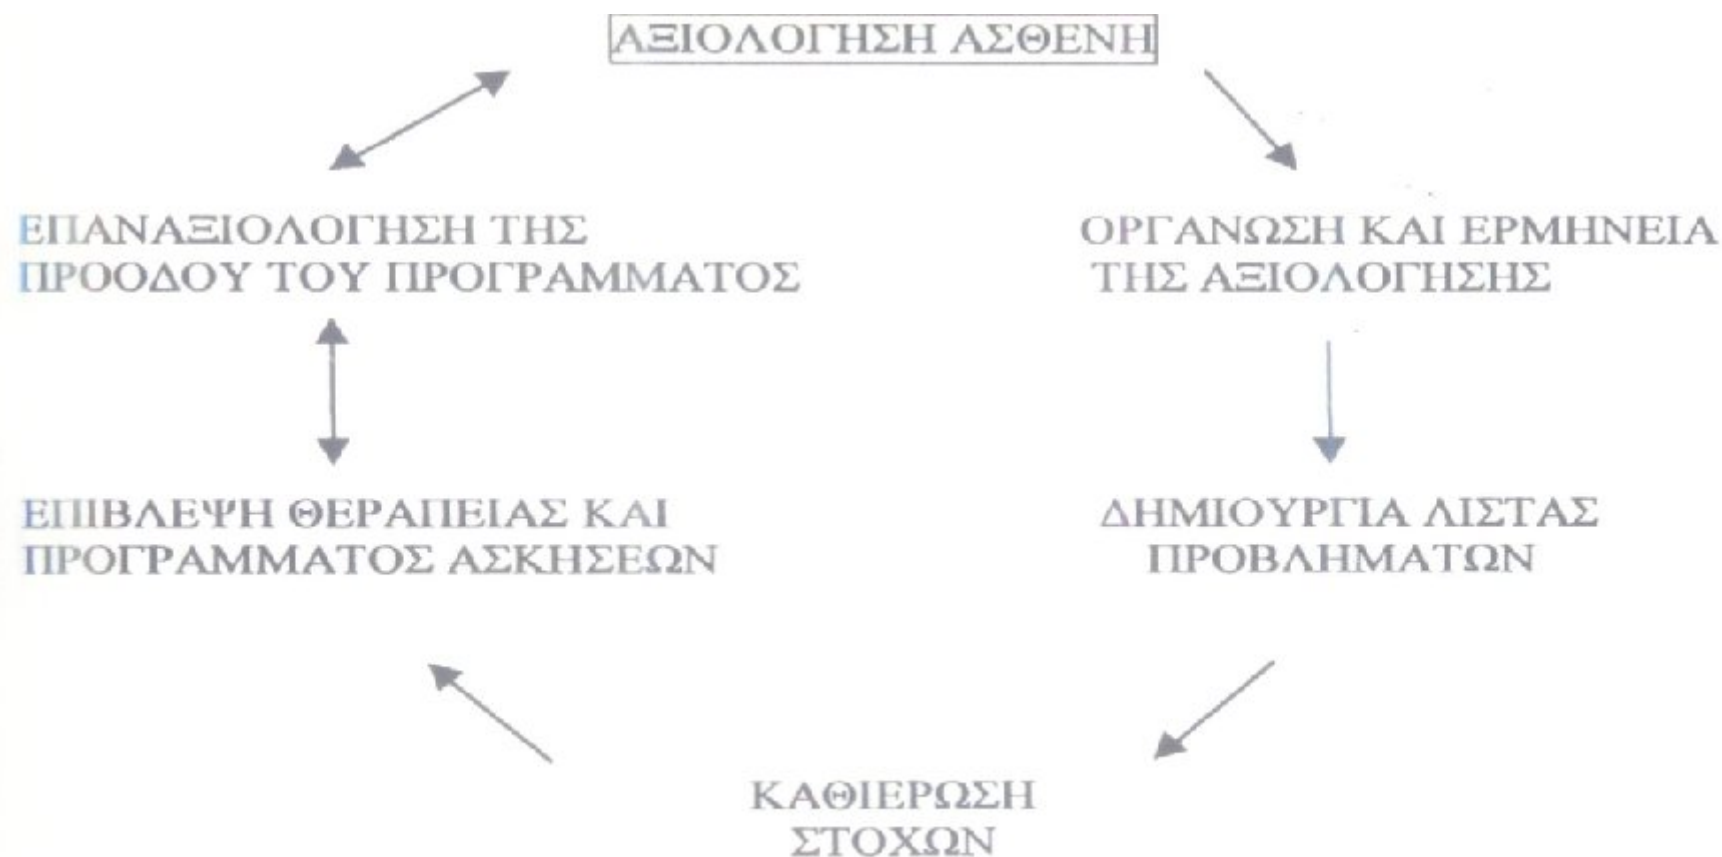 ΑΞΙΟΛΟΓΗΣΗ ΑΣΘΕΝΗ
ΟΡΓΑΝΩΣΗ ΚΑΙ ΕΡΜΗΝΕΙΑ
ΤΗΣ ΑΞΙΟΛΟΓΗΣΗΣ
ΔΗΜΙΟΥΡΓΙΑ ΛΙΣΤΑΣ
ΠΡΟΒΛΗΜΑΤΩΝ
ΚΑΘΙΕΡΩΣΗ
ΣΤΟΧΩΝ
ΕΠΙΒΛΕΨΗ ΘΕΡΑΠΕΙΑΣ ΚΑΙ
ΠΡΟΓΡΑΜΜΑΤΟΣ ΑΣΚΗΣΕΩΝ
ΕΠΑΝΑΞΙΟΛΟΓΗΣΗ ΤΗΣ
ΠΡΟΟΔΟΥ ΤΟΥ ΠΡΟΓΡΑΜΜΑΤΟΣ